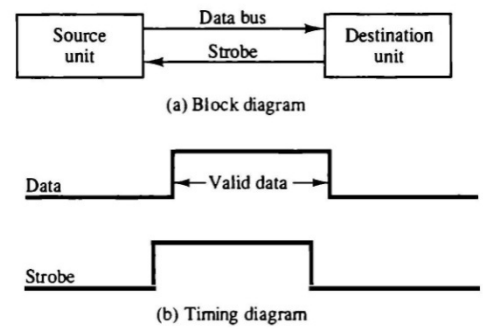 Data bus
Source
unit
Destination
unit
Strobe
(a) Block diagram
Data
Valid data
Strobe
(b) Timing diagram